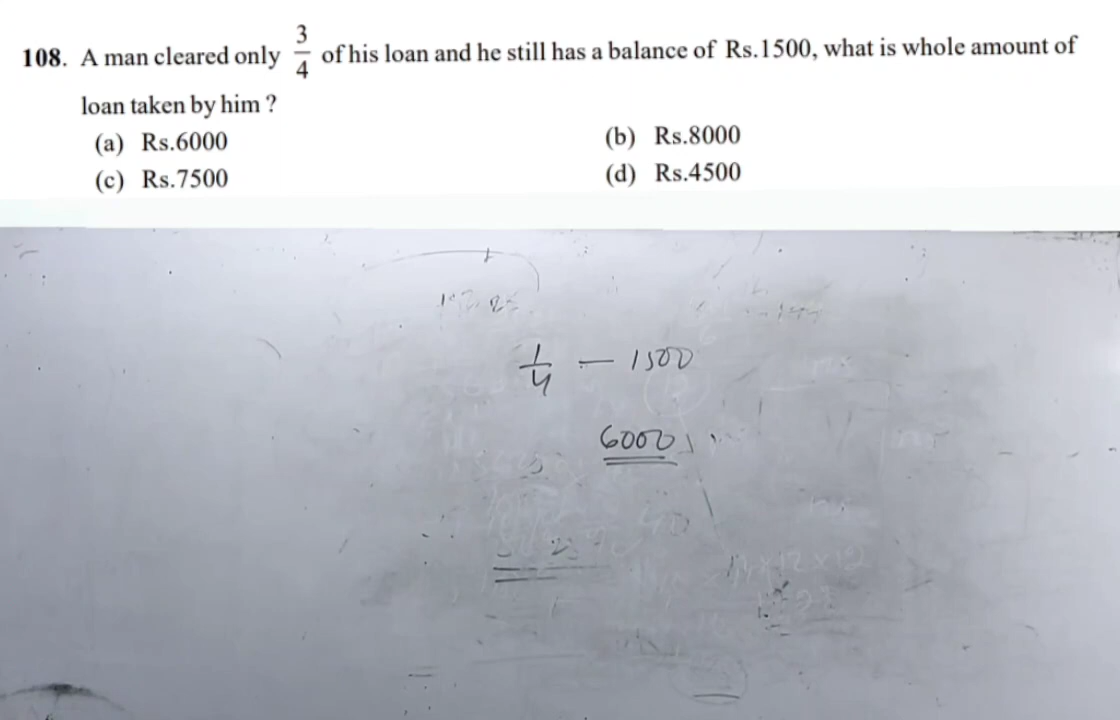 108. A man cleared only 3/4 of his loan and he still has a balance of Rs.1500, what is whole amount of
loan taken by him ?
(a) Rs.6000 (b) Rs.8000
(c) Rs.7500 (d) Rs.4500
1/4 — 1500
6000